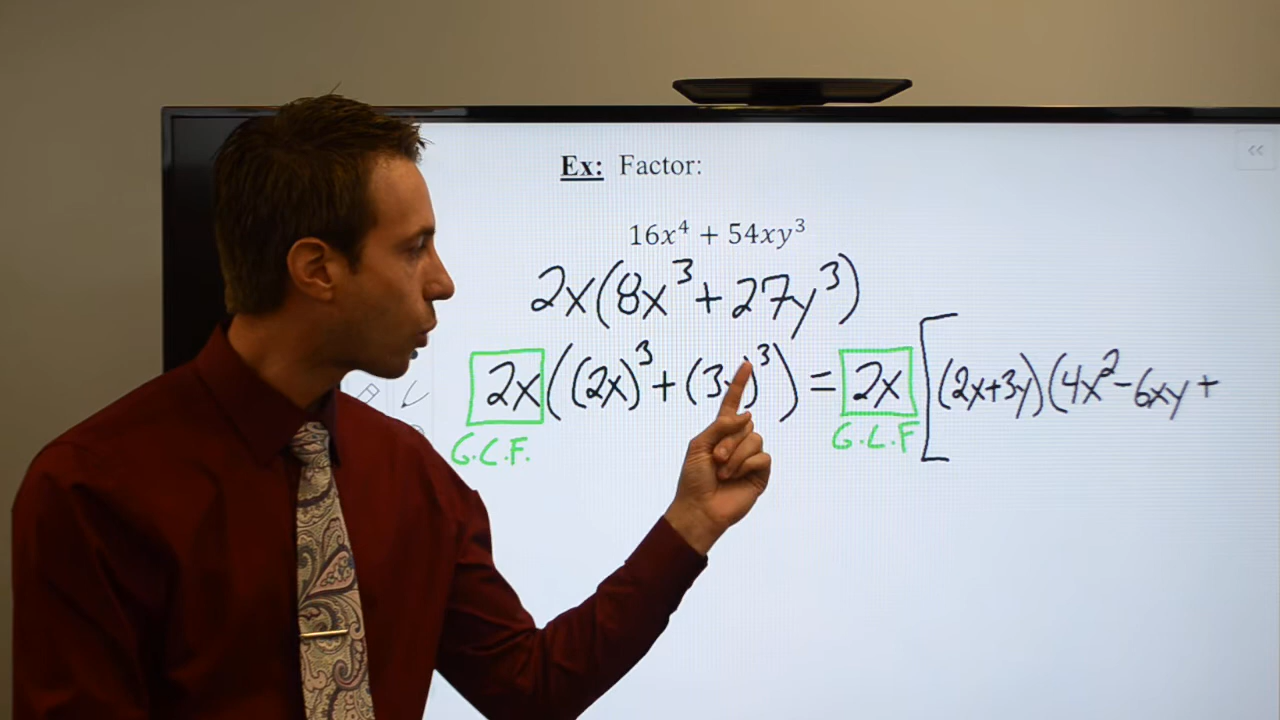 Ex: Factor:
16x⁴ + 54xy³
2x(8x³+27y³)
2x((2x)³+(3y)³) = 2x[(2x+3y)(4x²-6xy+
G.C.F. G.C.F